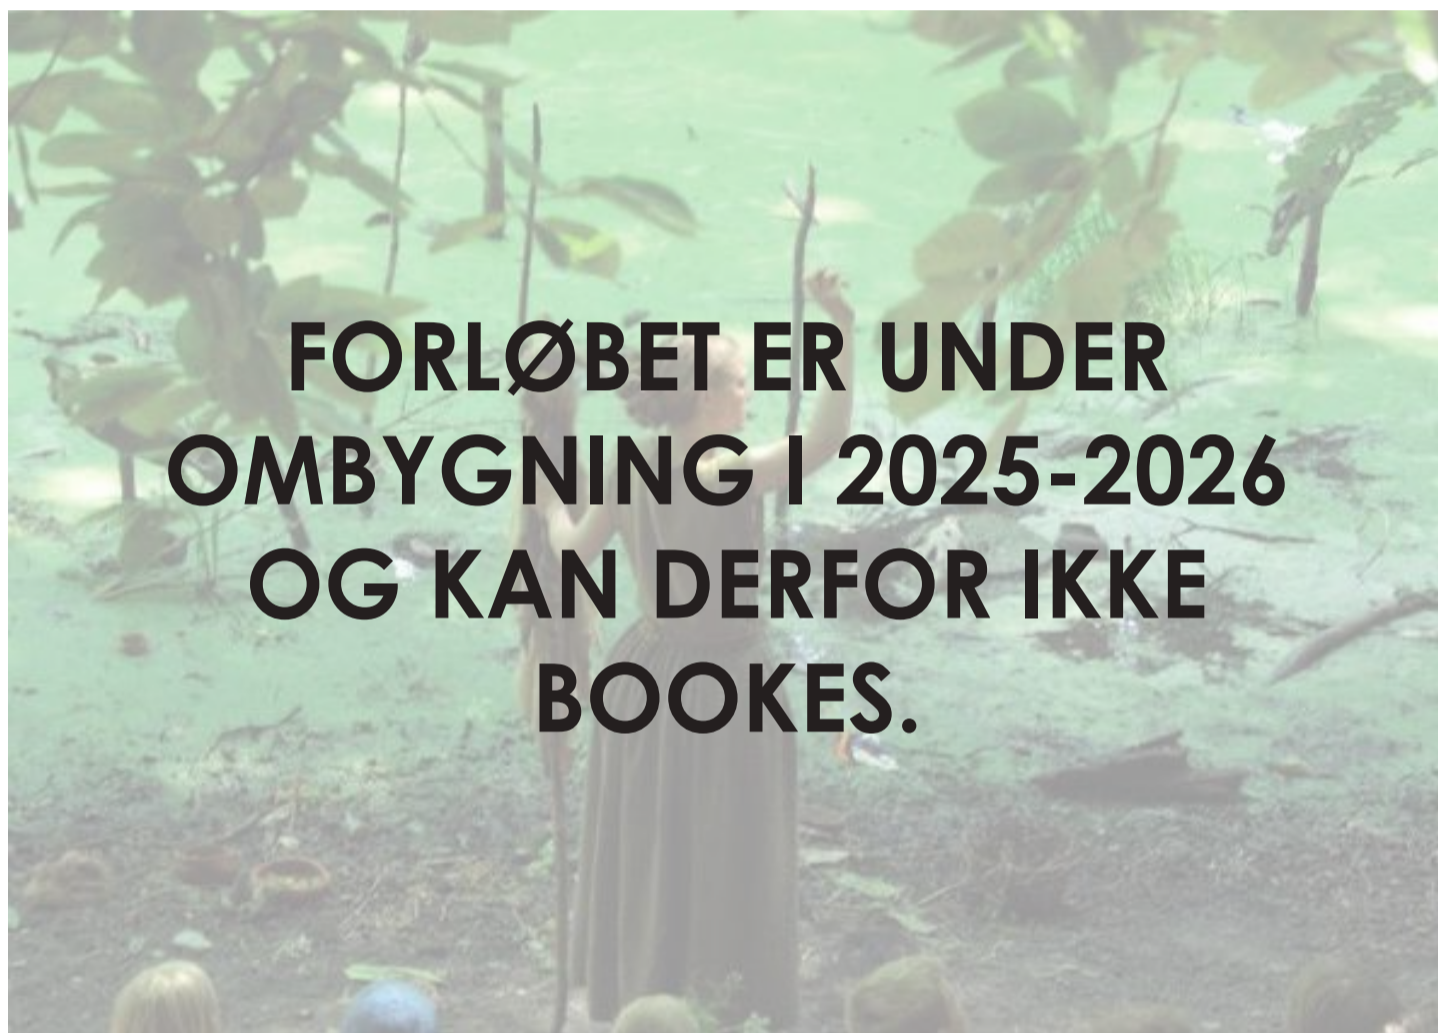 FORLØBET ER UNDER
OMBYGNING I 2025-2026
OG KAN DERFOR IKKE
BOOKES.